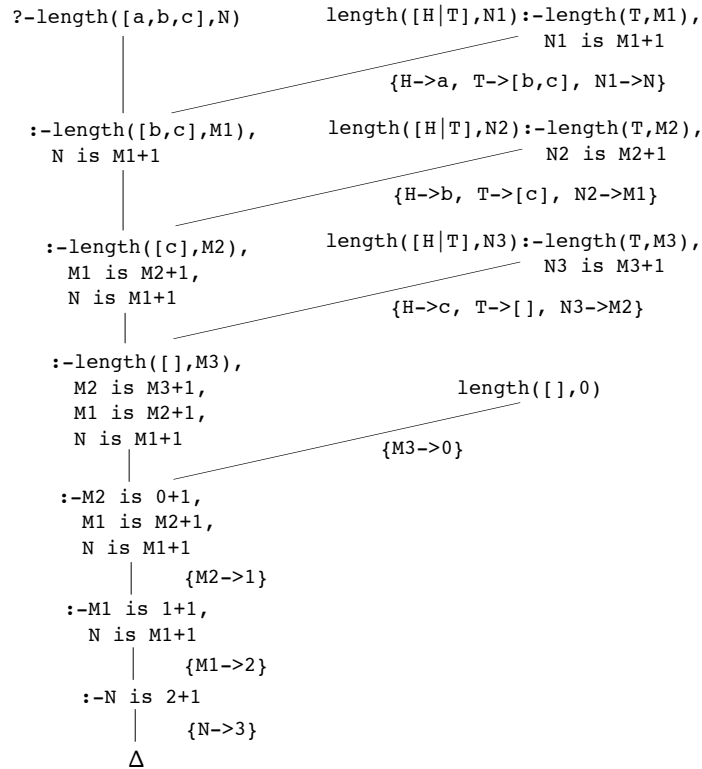 ?-length([a,b,c],N)
length([H|T],N1):-length(T,M1),
N1 is M1+1
{H->a, T->[b,c], N1->N}
:-length([b,c],M1),
N is M1+1
length([H|T],N2):-length(T,M2),
N2 is M2+1
{H->b, T->[c], N2->M1}
:-length([c],M2),
M1 is M2+1,
N is M1+1
length([H|T],N3):-length(T,M3),
N3 is M3+1
{H->c, T->[], N3->M2}
:-length([],M3),
M2 is M3+1,
M1 is M2+1,
N is M1+1
length([],0)
{M3->0}
:-M2 is 0+1,
M1 is M2+1,
N is M1+1
{M2->1}
:-M1 is 1+1,
N is M1+1
{M1->2}
:-N is 2+1
{N->3}
Δ